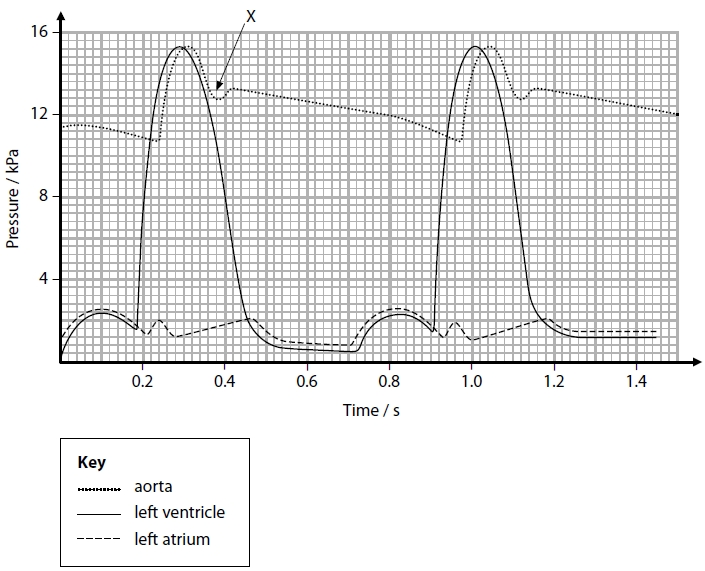 X
16
12
8
4
Pressure / kPa
0.2 0.4 0.6 0.8 1.0 1.2 1.4
Time / s
Key
aorta
left ventricle
left atrium